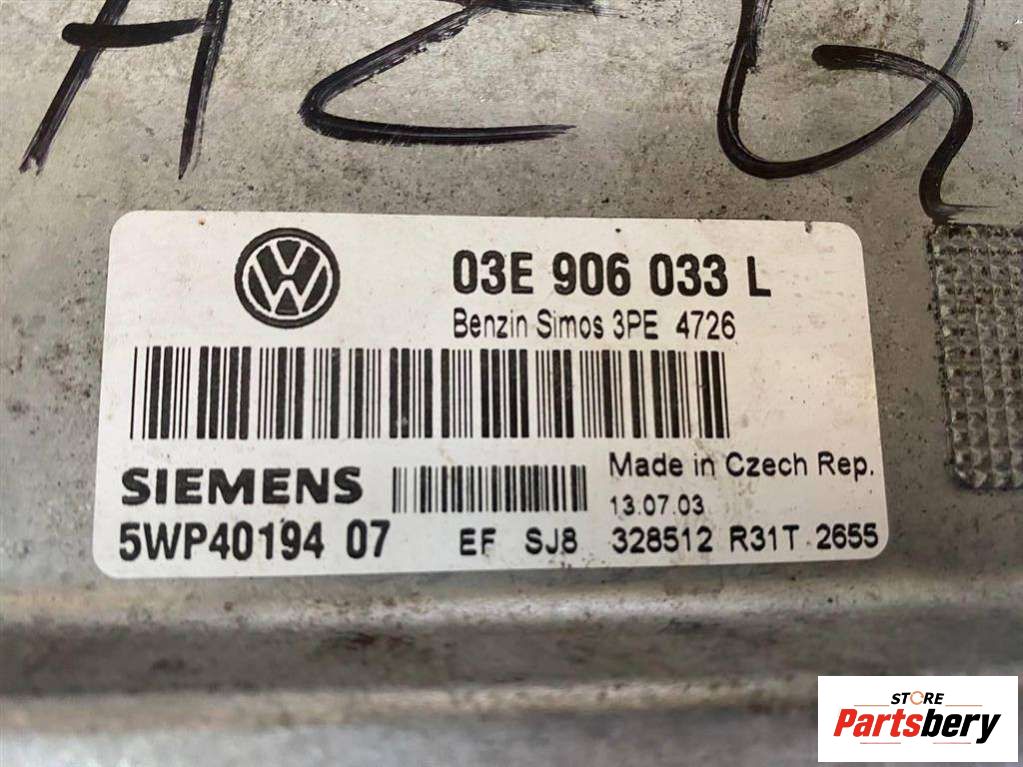 03E 906 033 L
Benzin Simos 3PE 4726
SIEMENS
Made in Czech Rep.
13.07.03
5WP40194 07 EF SJ8 328512 R31T 2655
STORE
Partsbery